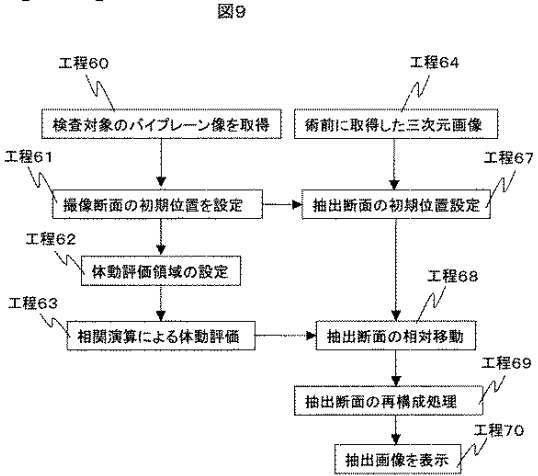 図9
工程60
工程64
検査対象のバイプレーン像を取得
術前に取得した三次元画像
工程61
工程67
撮像断面の初期位置を設定
抽出断面の初期位置設定
工程62
体動評価領域の設定
工程63
工程68
相関演算による体動評価
抽出断面の相対移動
工程69
抽出断面の再構成処理
工程70
抽出画像を表示